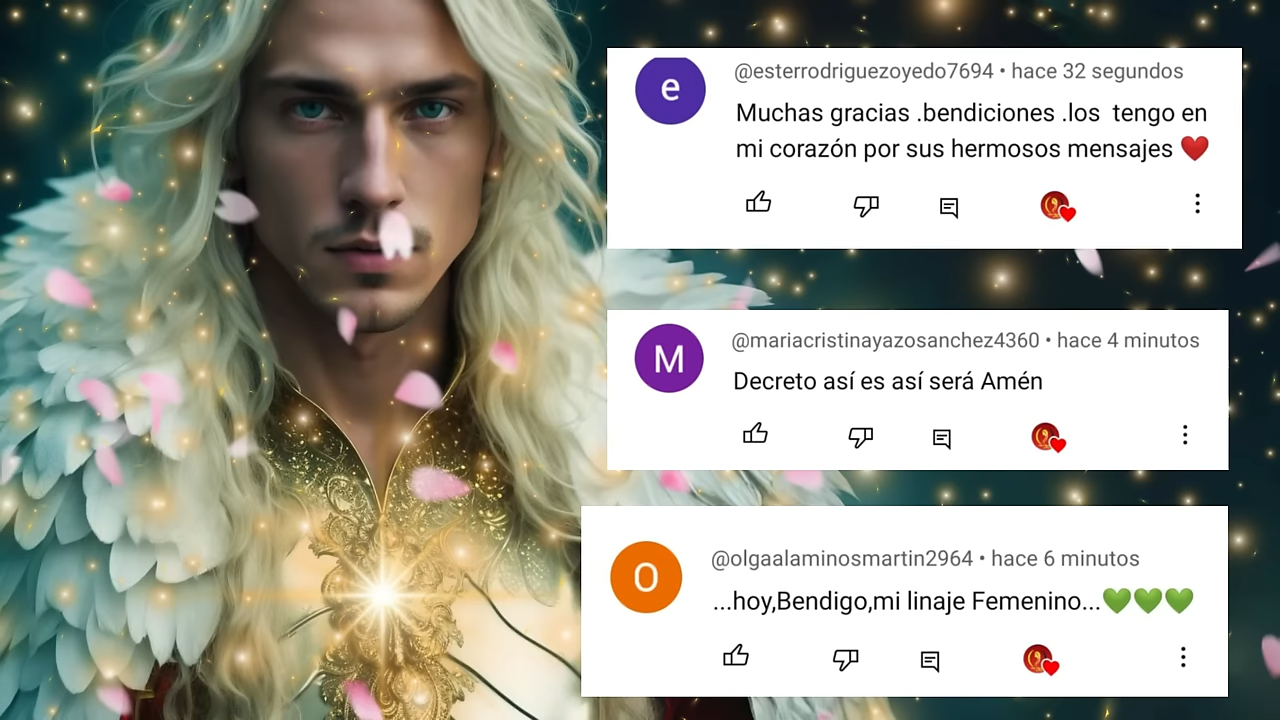 e
@esterrodriguezoyedo7694 • hace 32 segundos
Muchas gracias .bendiciones .los tengo en
mi corazón por sus hermosos mensajes ❤️
M
@mariacristinayazosanchez4360 • hace 4 minutos
Decreto así es así será Amén
O
@olgaalaminosmartin2964 • hace 6 minutos
...hoy,Bendigo,mi linaje Femenino...💚💚💚